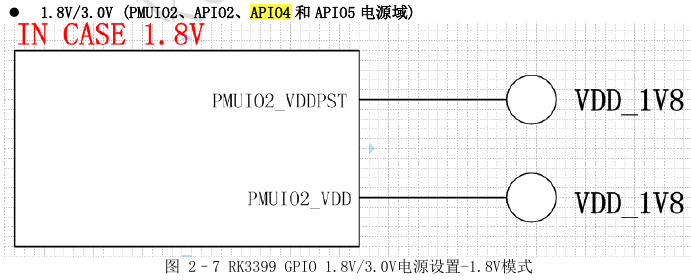 ● 1.8V/3.0V (PMUIO2、APIO2、APIO4 和 APIO5 电源域)
IN CASE 1.8V
PMUIO2_VDDPST
VDD_1V8
PMUIO2_VDD
VDD_1V8
图 2-7 RK3399 GPIO 1.8V/3.0V电源设置-1.8V模式